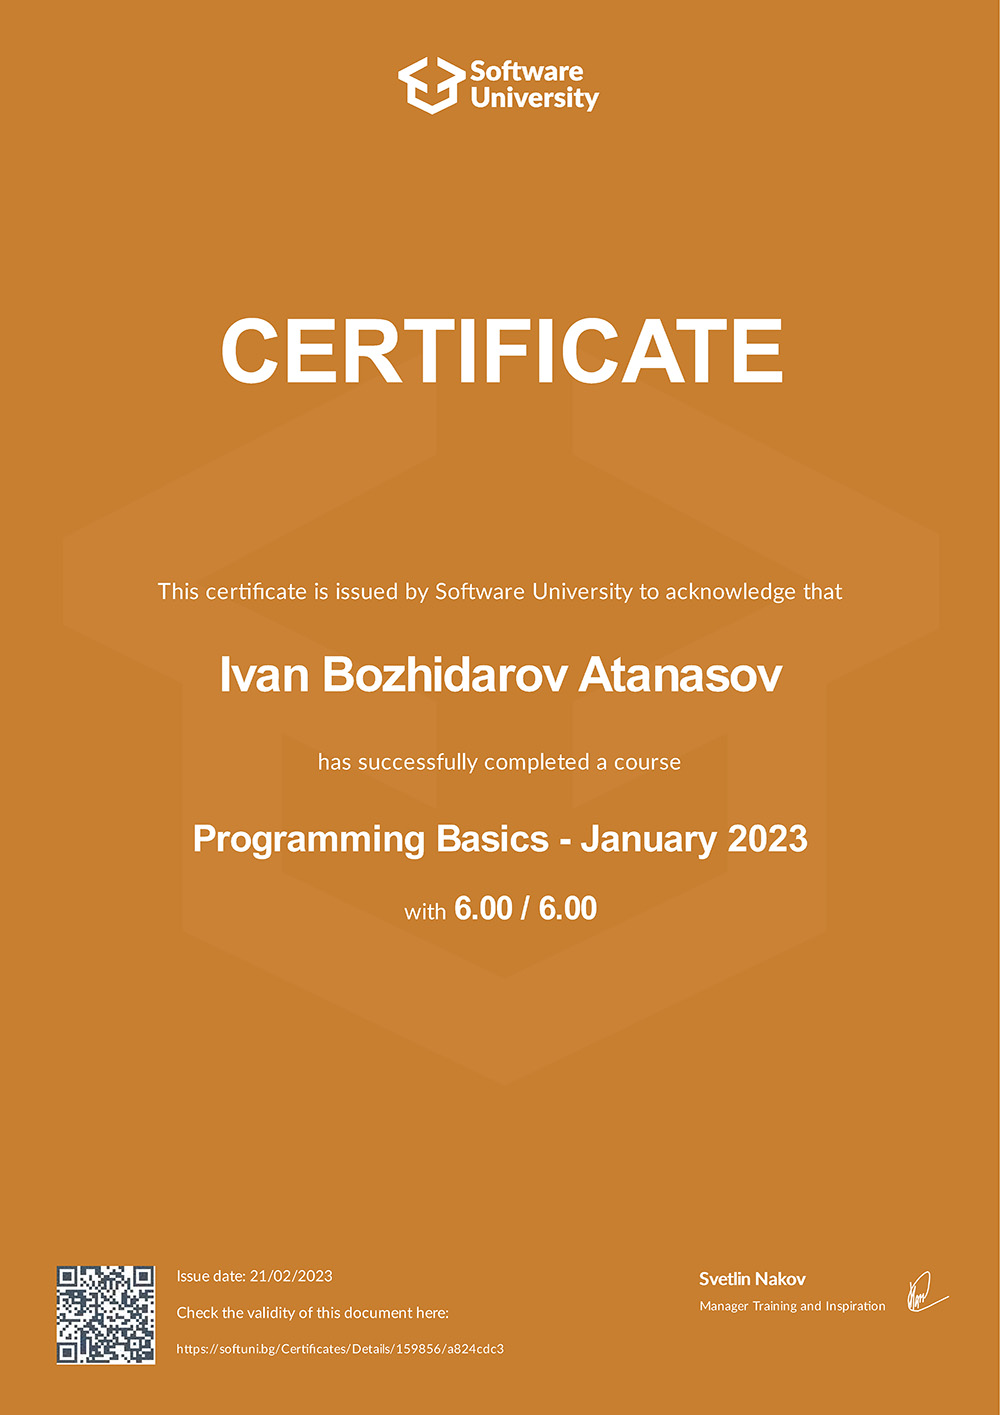 Software
University
CERTIFICATE
This certificate is issued by Software University to acknowledge that
Ivan Bozhidarov Atanasov
has successfully completed a course
Programming Basics - January 2023
with 6.00 / 6.00
Issue date: 21/02/2023
Check the validity of this document here:
https://softuni.bg/Certificates/Details/159856/a824cdc3
Svetlin Nakov
Manager Training and Inspiration